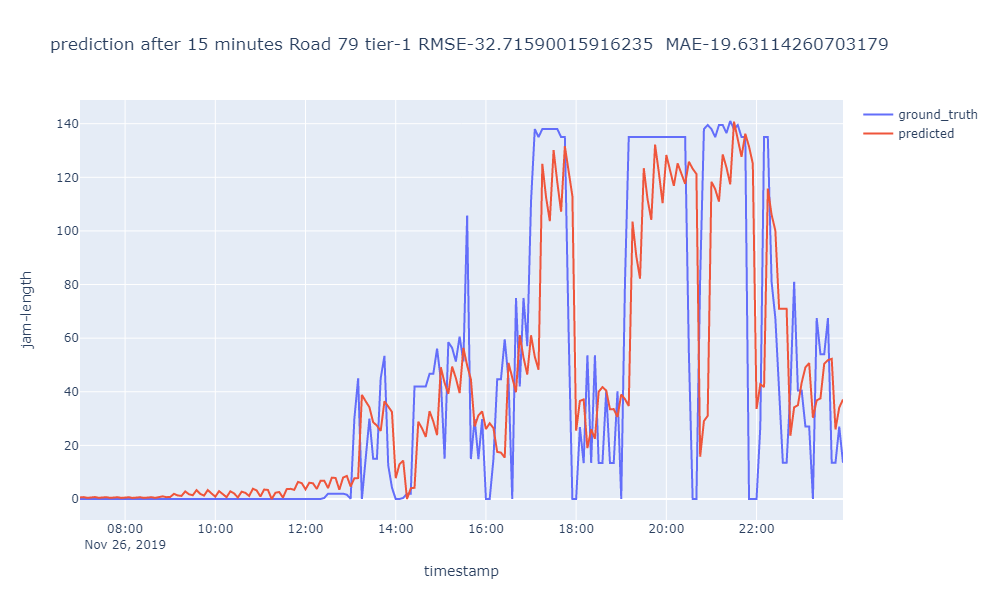 prediction after 15 minutes Road 79 tier-1 RMSE-32.71590015916235  MAE-19.63114260703179
ground_truth
predicted
140
120
100
80
60
40
20
0
jam-length
08:00 10:00 12:00 14:00 16:00 18:00 20:00 22:00
Nov 26, 2019
timestamp